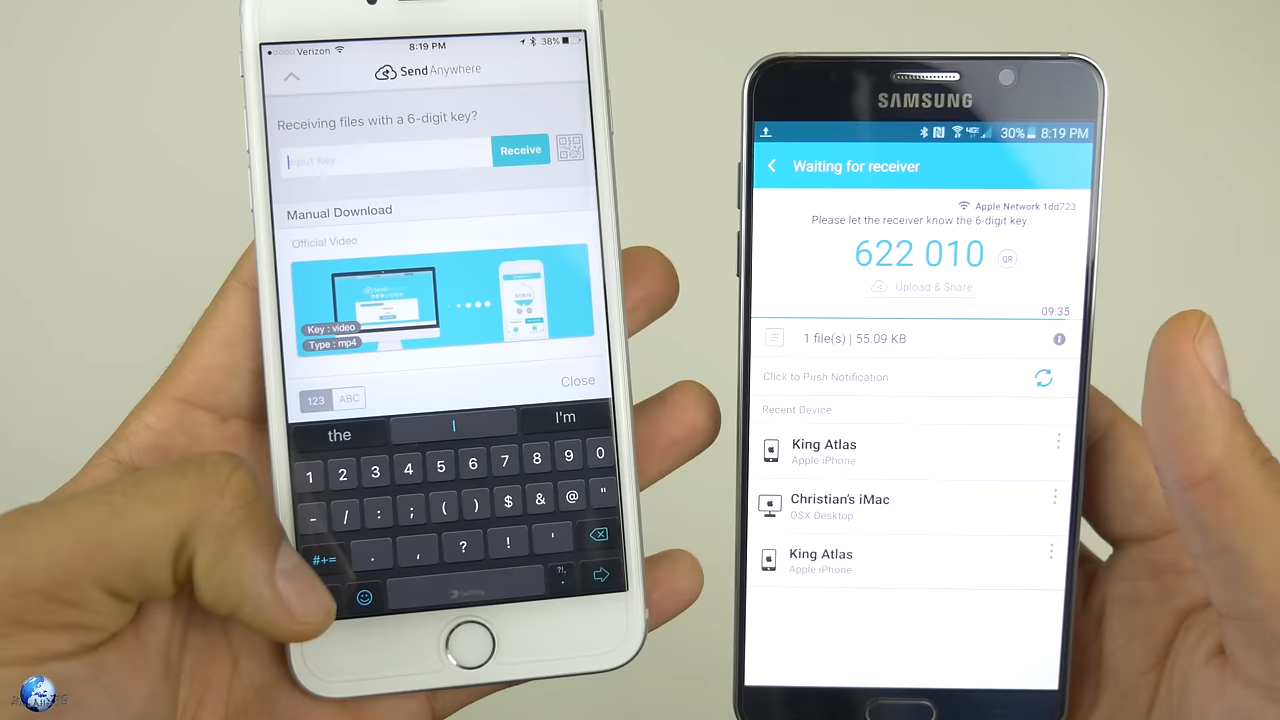 Verizon
8:19 PM
38%
SendAnywhere
Receiving files with a 6-digit key?
Input Key
Receive
Manual Download
Official Video
Key : video
Type : mp4
123 ABC
Close
the
I
I'm
1 2 3 4 5 6 7 8 9 0
- / : ; ( ) $ & @ "
#+= . , ? ! '
?!,
.
SwiftKey
SAMSUNG
4G 30% 8:19 PM
Waiting for receiver
Apple Network 1dd723
Please let the receiver know the 6-digit key.
622 010
QR
Upload & Share
09:35
1 file(s) | 55.09 KB
Click to Push Notification
Recent Device
King Atlas
Apple iPhone
Christian's iMac
OSX Desktop
King Atlas
Apple iPhone